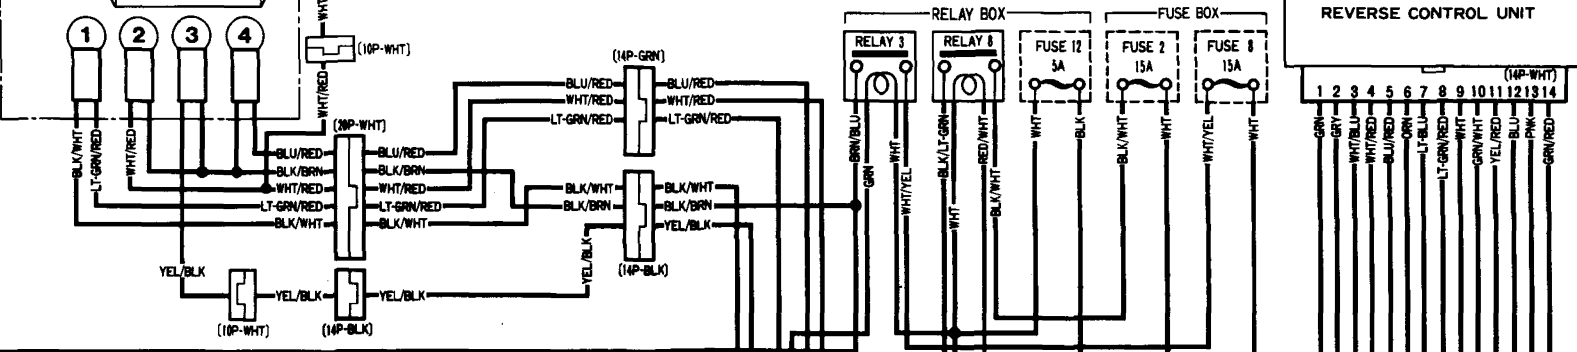 RELAY BOX
FUSE BOX
REVERSE CONTROL UNIT
1 2 3 4
WHT
(10P-WHT)
WHT/RED
RELAY 3
RELAY 8
FUSE 12
5A
FUSE 2
15A
FUSE 8
15A
(14P-GRN)
BLU/RED BLU/RED
WHT/RED WHT/RED
LT-GRN/RED LT-GRN/RED
(14P-WHT)
1 2 3 4 5 6 7 8 9 10 11 12 13 14
GRN
GRY
WHT/BLU
WHT/RED
BLU/RED
ORN
LT-BLU
LT-GRN/RED
WHT
GRN/WHT
YEL/RED
BLU
PNK
GRN/RED
BLK/WHT
LT-GRN/RED
WHT/RED
(20P-WHT)
BLU/RED BLU/RED
BLK/BRN BLK/BRN
WHT/RED WHT/RED
LT-GRN/RED LT-GRN/RED
BLK/WHT BLK/WHT
BLK/WHT BLK/WHT
BLK/BRN BLK/BRN
YEL/BLK
YEL/BLK
(14P-BLK)
BRN/BLU
GRN
WHT
WHT/YEL
BLK/LT-GRN
WHT
RED/WHT
BLK/WHT
WHT
BLK
BLK/WHT
WHT
WHT/YEL
WHT
YEL/BLK
YEL/BLK YEL/BLK
(10P-WHT)
(14P-BLK)